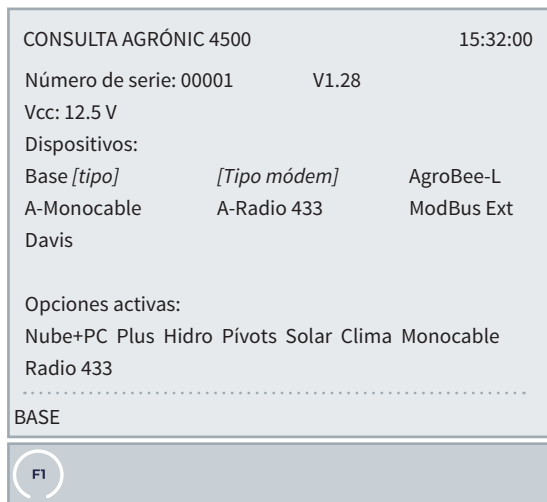 CONSULTA AGRÓNIC 4500 15:32:00
Número de serie: 00001 V1.28
Vcc: 12.5 V
Dispositivos:
Base [tipo] [Tipo módem] AgroBee-L
A-Monocable A-Radio 433 ModBus Ext
Davis
Opciones activas:
Nube+PC Plus Hidro Pívots Solar Clima Monocable
Radio 433
BASE
F1